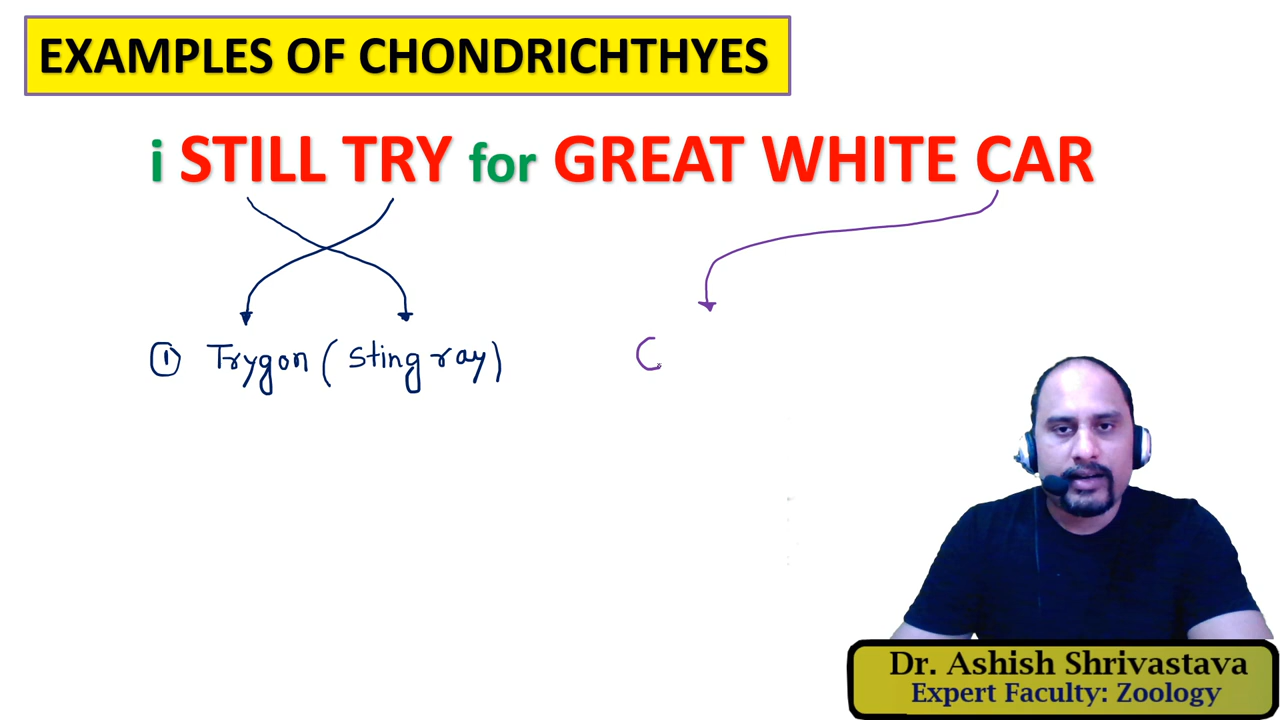 EXAMPLES OF CHONDRICHTHYES
i STILL TRY for GREAT WHITE CAR
① Trygon (Sting ray) C
Dr. Ashish Shrivastava
Expert Faculty: Zoology